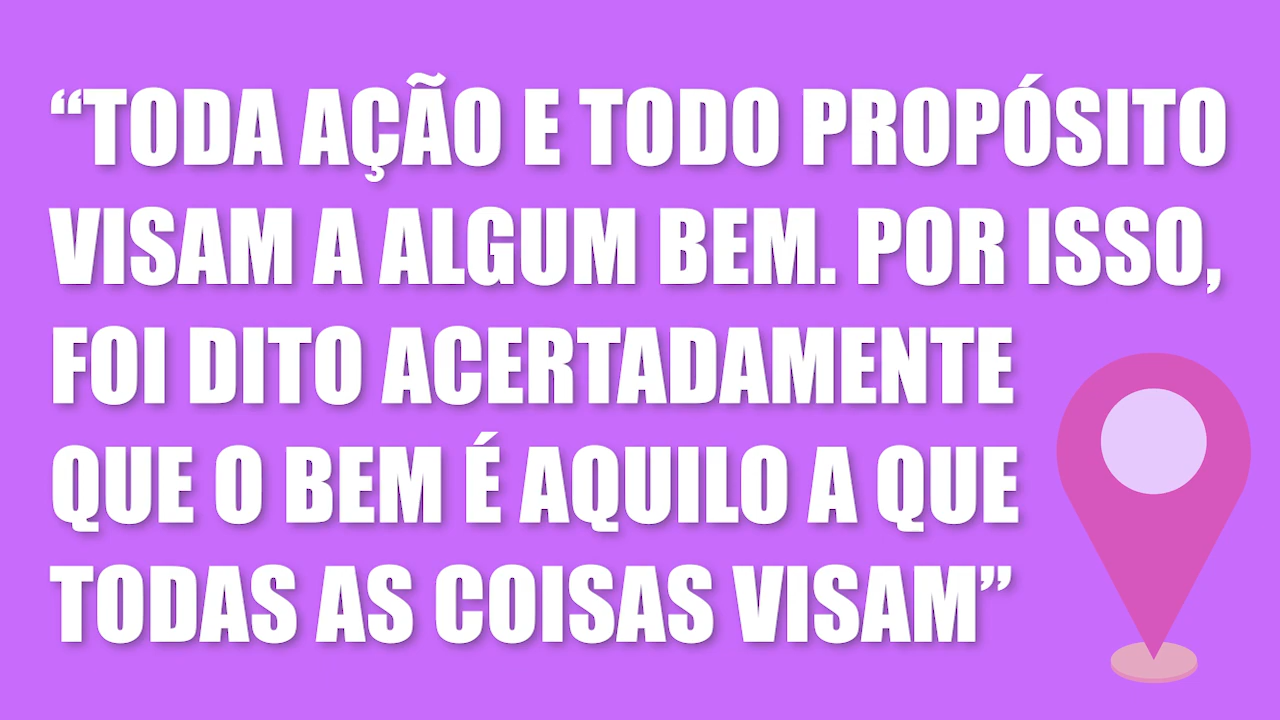 “TODA AÇÃO E TODO PROPÓSITO
VISAM A ALGUM BEM. POR ISSO,
FOI DITO ACERTADAMENTE
QUE O BEM É AQUILO A QUE
TODAS AS COISAS VISAM”